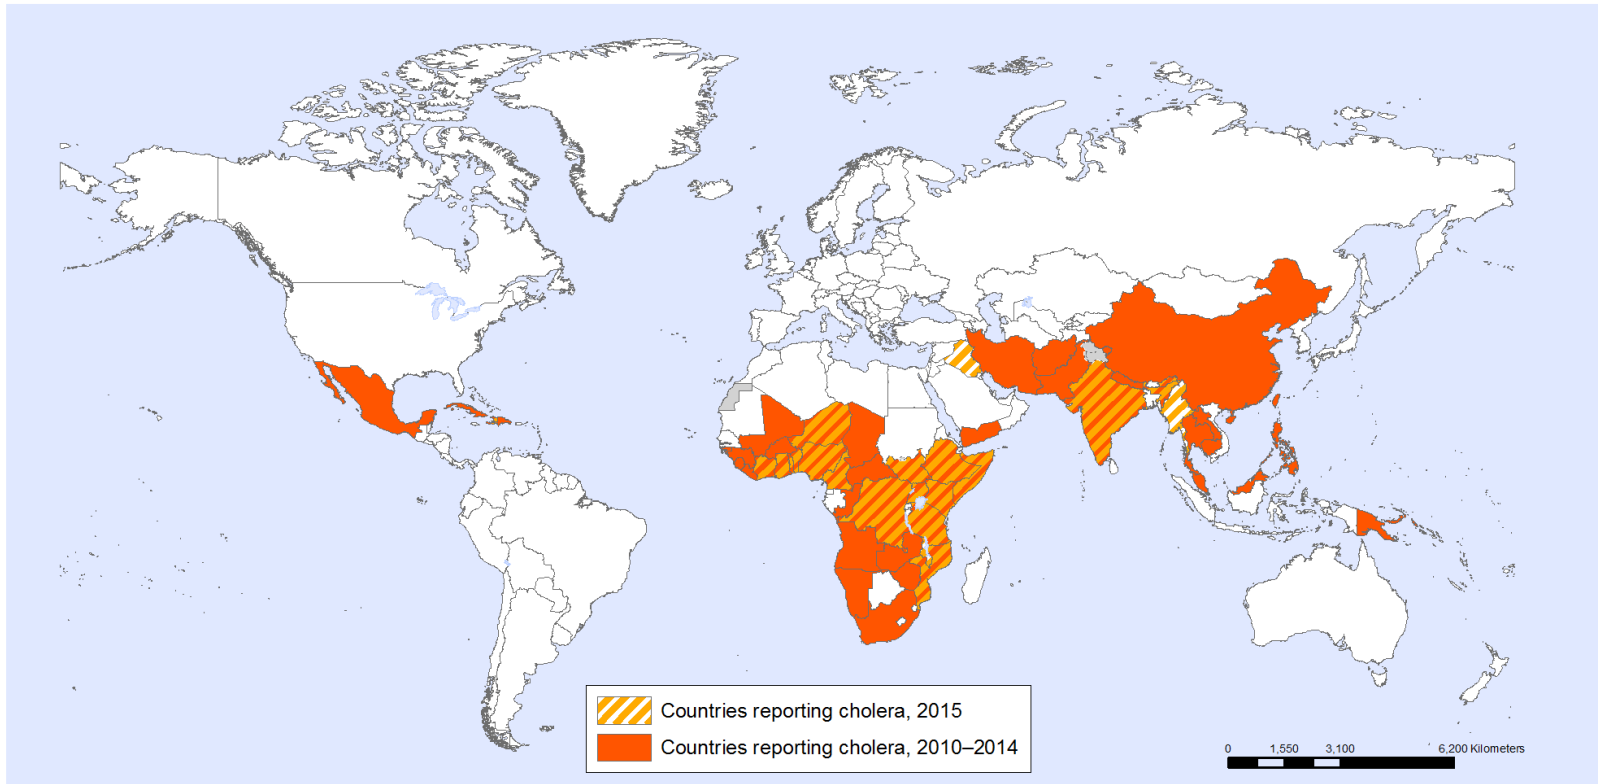 Countries reporting cholera, 2015
Countries reporting cholera, 2010–2014
0 1,550 3,100 6,200 Kilometers